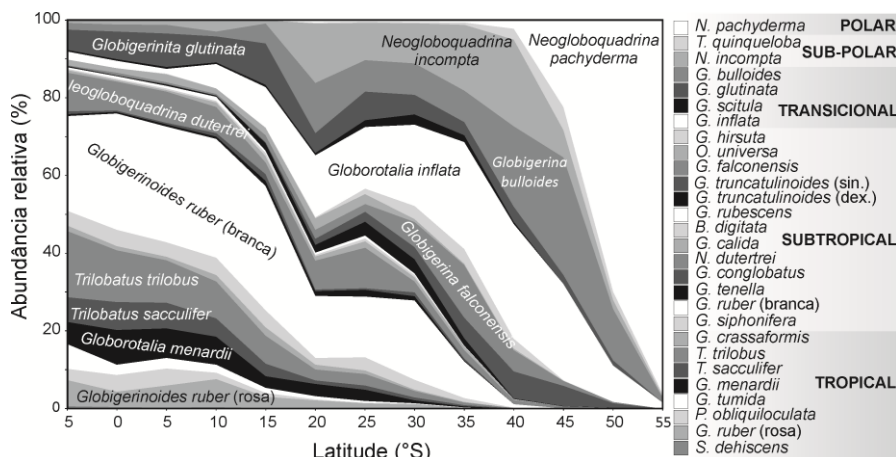 Abundância relativa (%)
100
80
60
40
20
0
5
0
5
10
15
20
25
30
35
40
45
50
55
Latitude (°S)
Globigerinita glutinata
leogloboquadrina dutertrei
Globigerinoides ruber (branca)
Trilobatus trilobus
Trilobatus sacculifer
Globorotalia menardii
Globigerinoides ruber (rosa)
Neogloboquadrina
incompta
Neogloboquadrina
pachyderma
Globorotalia inflata
Globigerina
bulloides
Globigerina falconensis
N. pachyderma POLAR
T. quinqueloba
SUB-POLAR
N. incompta
G. bulloides
G. glutinata
G. scitula
TRANSICIONAL
G. inflata
G. hirsuta
O. universa
G. falconensis
G. truncatulinoides (sin.)
G. truncatulinoides (dex.)
G. rubescens
B. digitata
G. calida
SUBTROPICAL
N. dutertrei
G. conglobatus
G. tenella
G. ruber (branca)
G. siphonifera
G. crassaformis
T. trilobus
T. sacculifer
G. menardii
TROPICAL
G. tumida
P. obliquiloculata
G. ruber (rosa)
S. dehiscens